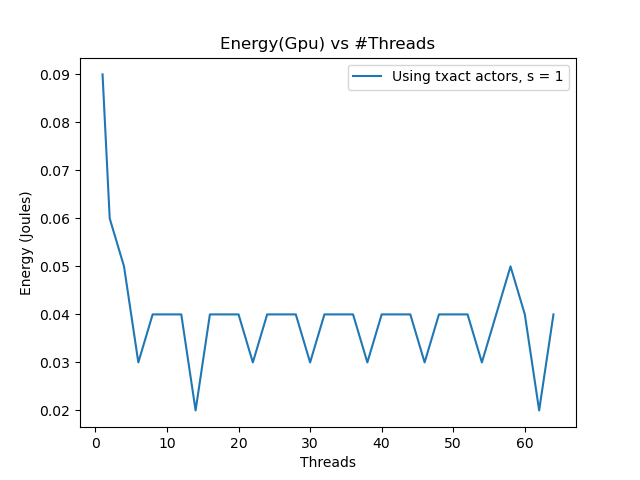 Energy(Gpu) vs #Threads
Using txact actors, s = 1
Energy (Joules)
0.09
0.08
0.07
0.06
0.05
0.04
0.03
0.02
0 10 20 30 40 50 60
Threads